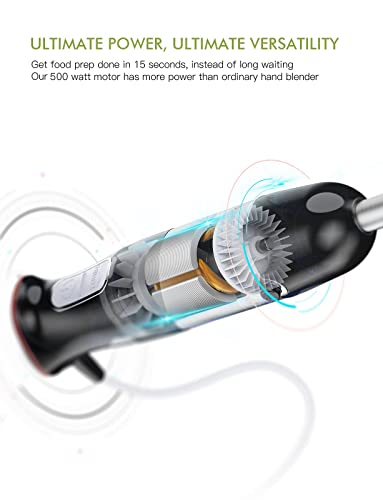 ULTIMATE POWER, ULTIMATE VERSATILITY
Get food prep done in 15 seconds, instead of long waiting
Our 500 watt motor has more power than ordinary hand blender